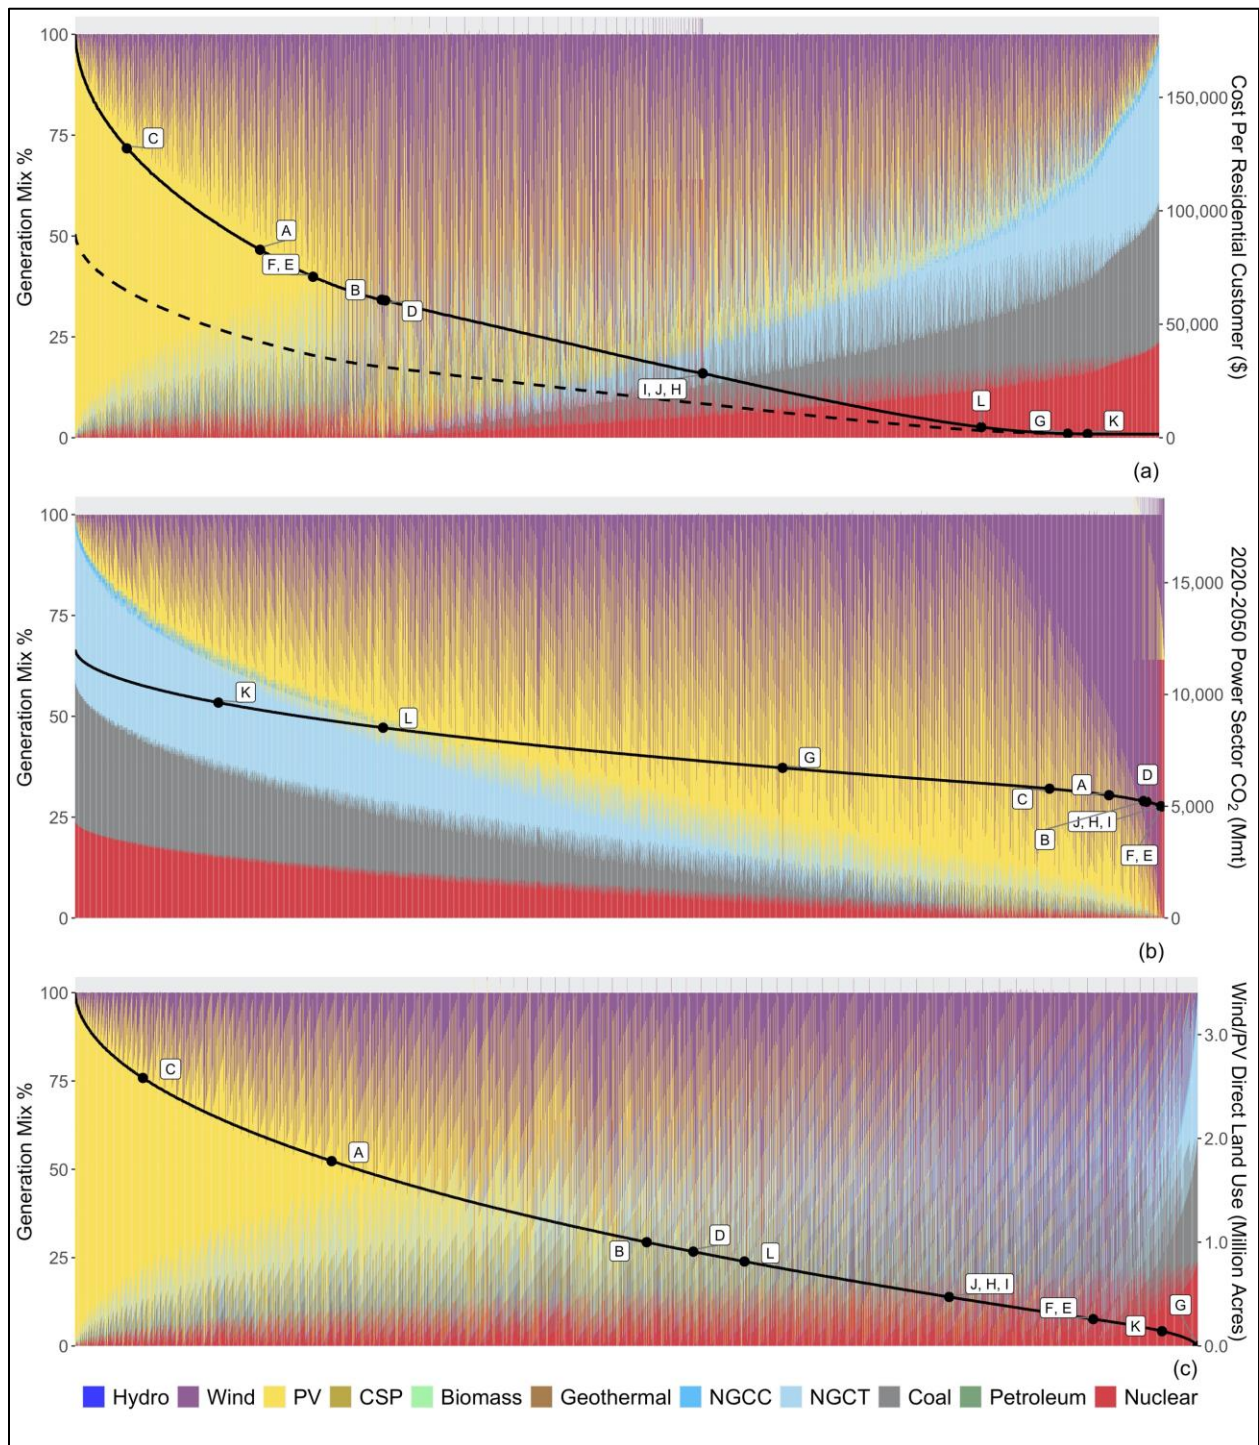 100
75
50
25
0
Generation Mix %
C
A
F, E
B
D
I, J, H
L
G
K
150,000
100,000
50,000
0
Cost Per Residential Customer ($)
(a)
100
75
50
25
0
Generation Mix %
K
L
G
C
A
D
B
J, H, I
F, E
15,000
10,000
5,000
0
2020-2050 Power Sector CO₂ (Mmt)
(b)
100
75
50
25
0
Generation Mix %
C
A
B
D
L
J, H, I
F, E
K
G
3.0
2.0
1.0
0.0
Wind/PV Direct Land Use (Million Acres)
(c)
Hydro Wind PV CSP Biomass Geothermal NGCC NGCT Coal Petroleum Nuclear